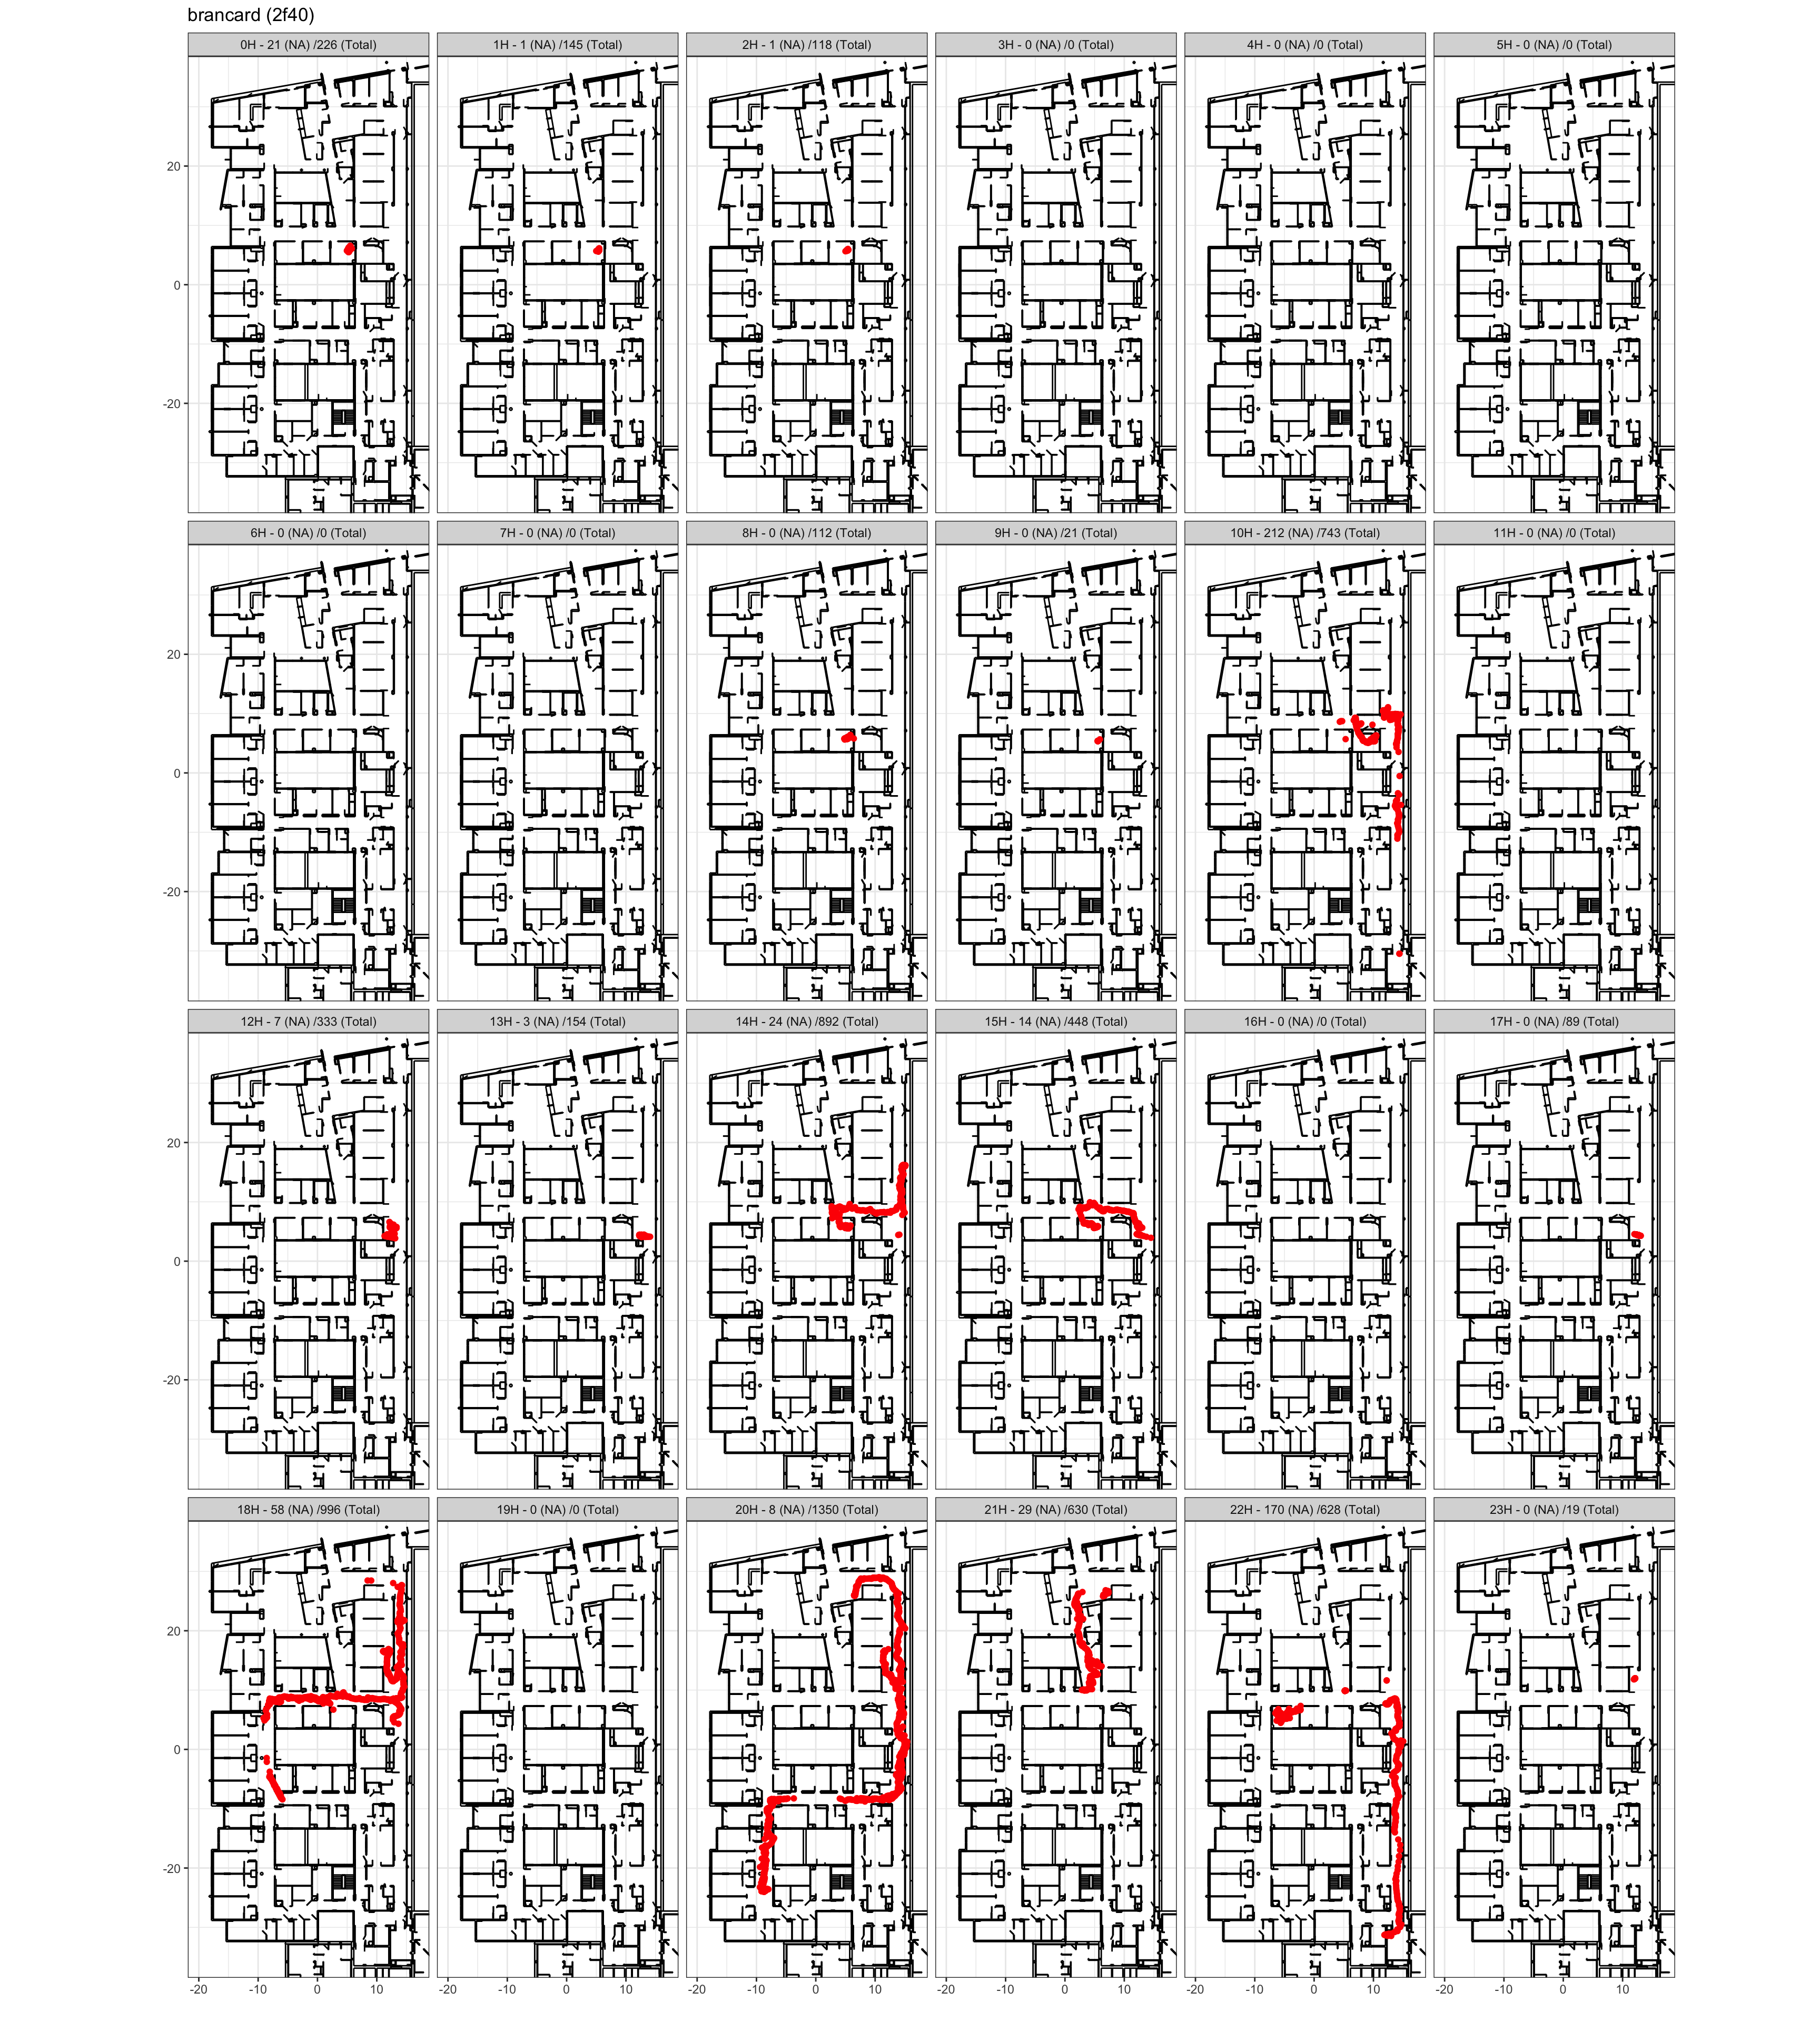 brancard (2f40)
0H - 21 (NA) /226 (Total)
1H - 1 (NA) /145 (Total)
2H - 1 (NA) /118 (Total)
3H - 0 (NA) /0 (Total)
4H - 0 (NA) /0 (Total)
5H - 0 (NA) /0 (Total)
20
0
-20
6H - 0 (NA) /0 (Total)
7H - 0 (NA) /0 (Total)
8H - 0 (NA) /112 (Total)
9H - 0 (NA) /21 (Total)
10H - 212 (NA) /743 (Total)
11H - 0 (NA) /0 (Total)
20
0
-20
12H - 7 (NA) /333 (Total)
13H - 3 (NA) /154 (Total)
14H - 24 (NA) /892 (Total)
15H - 14 (NA) /448 (Total)
16H - 0 (NA) /0 (Total)
17H - 0 (NA) /89 (Total)
20
0
-20
18H - 58 (NA) /996 (Total)
19H - 0 (NA) /0 (Total)
20H - 8 (NA) /1350 (Total)
21H - 29 (NA) /630 (Total)
22H - 170 (NA) /628 (Total)
23H - 0 (NA) /19 (Total)
20
0
-20
-20 -10 0 10
-20 -10 0 10
-20 -10 0 10
-20 -10 0 10
-20 -10 0 10
-20 -10 0 10